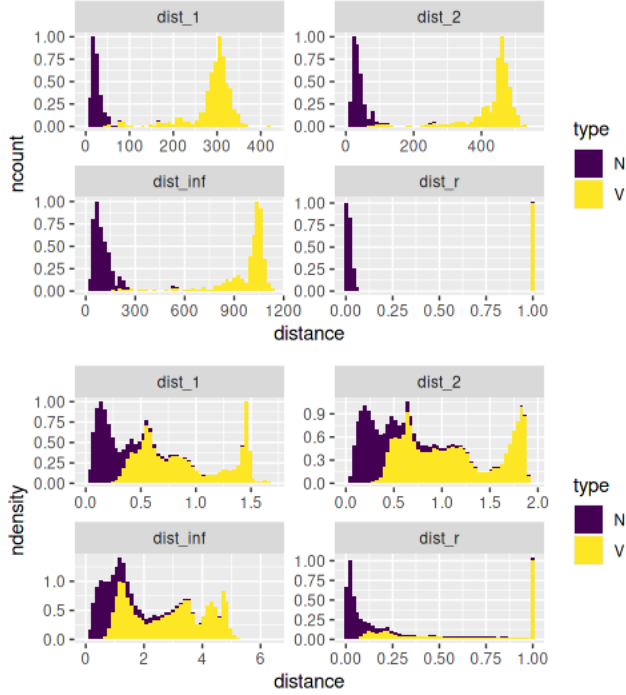 dist_1 dist_2
1.00 1.00
0.75 0.75
0.50 0.50
0.25 0.25
0.00 0.00
0 100 200 300 400 0 200 400
dist_inf dist_r
1.00 1.00
0.75 0.75
0.50 0.50
0.25 0.25
0.00 0.00
0 300 600 900 1200 0.00 0.25 0.50 0.75 1.00
ncount
distance
type
N
V
dist_1 dist_2
1.00
0.75 0.9
0.50 0.6
0.25 0.3
0.00 0.0
0.0 0.5 1.0 1.5 0.0 0.5 1.0 1.5 2.0
dist_inf dist_r
1.00
1.0 0.75
0.5 0.50
0.25
0.0 0.00
0 2 4 6 0.00 0.25 0.50 0.75 1.00
ndensity
distance
type
N
V